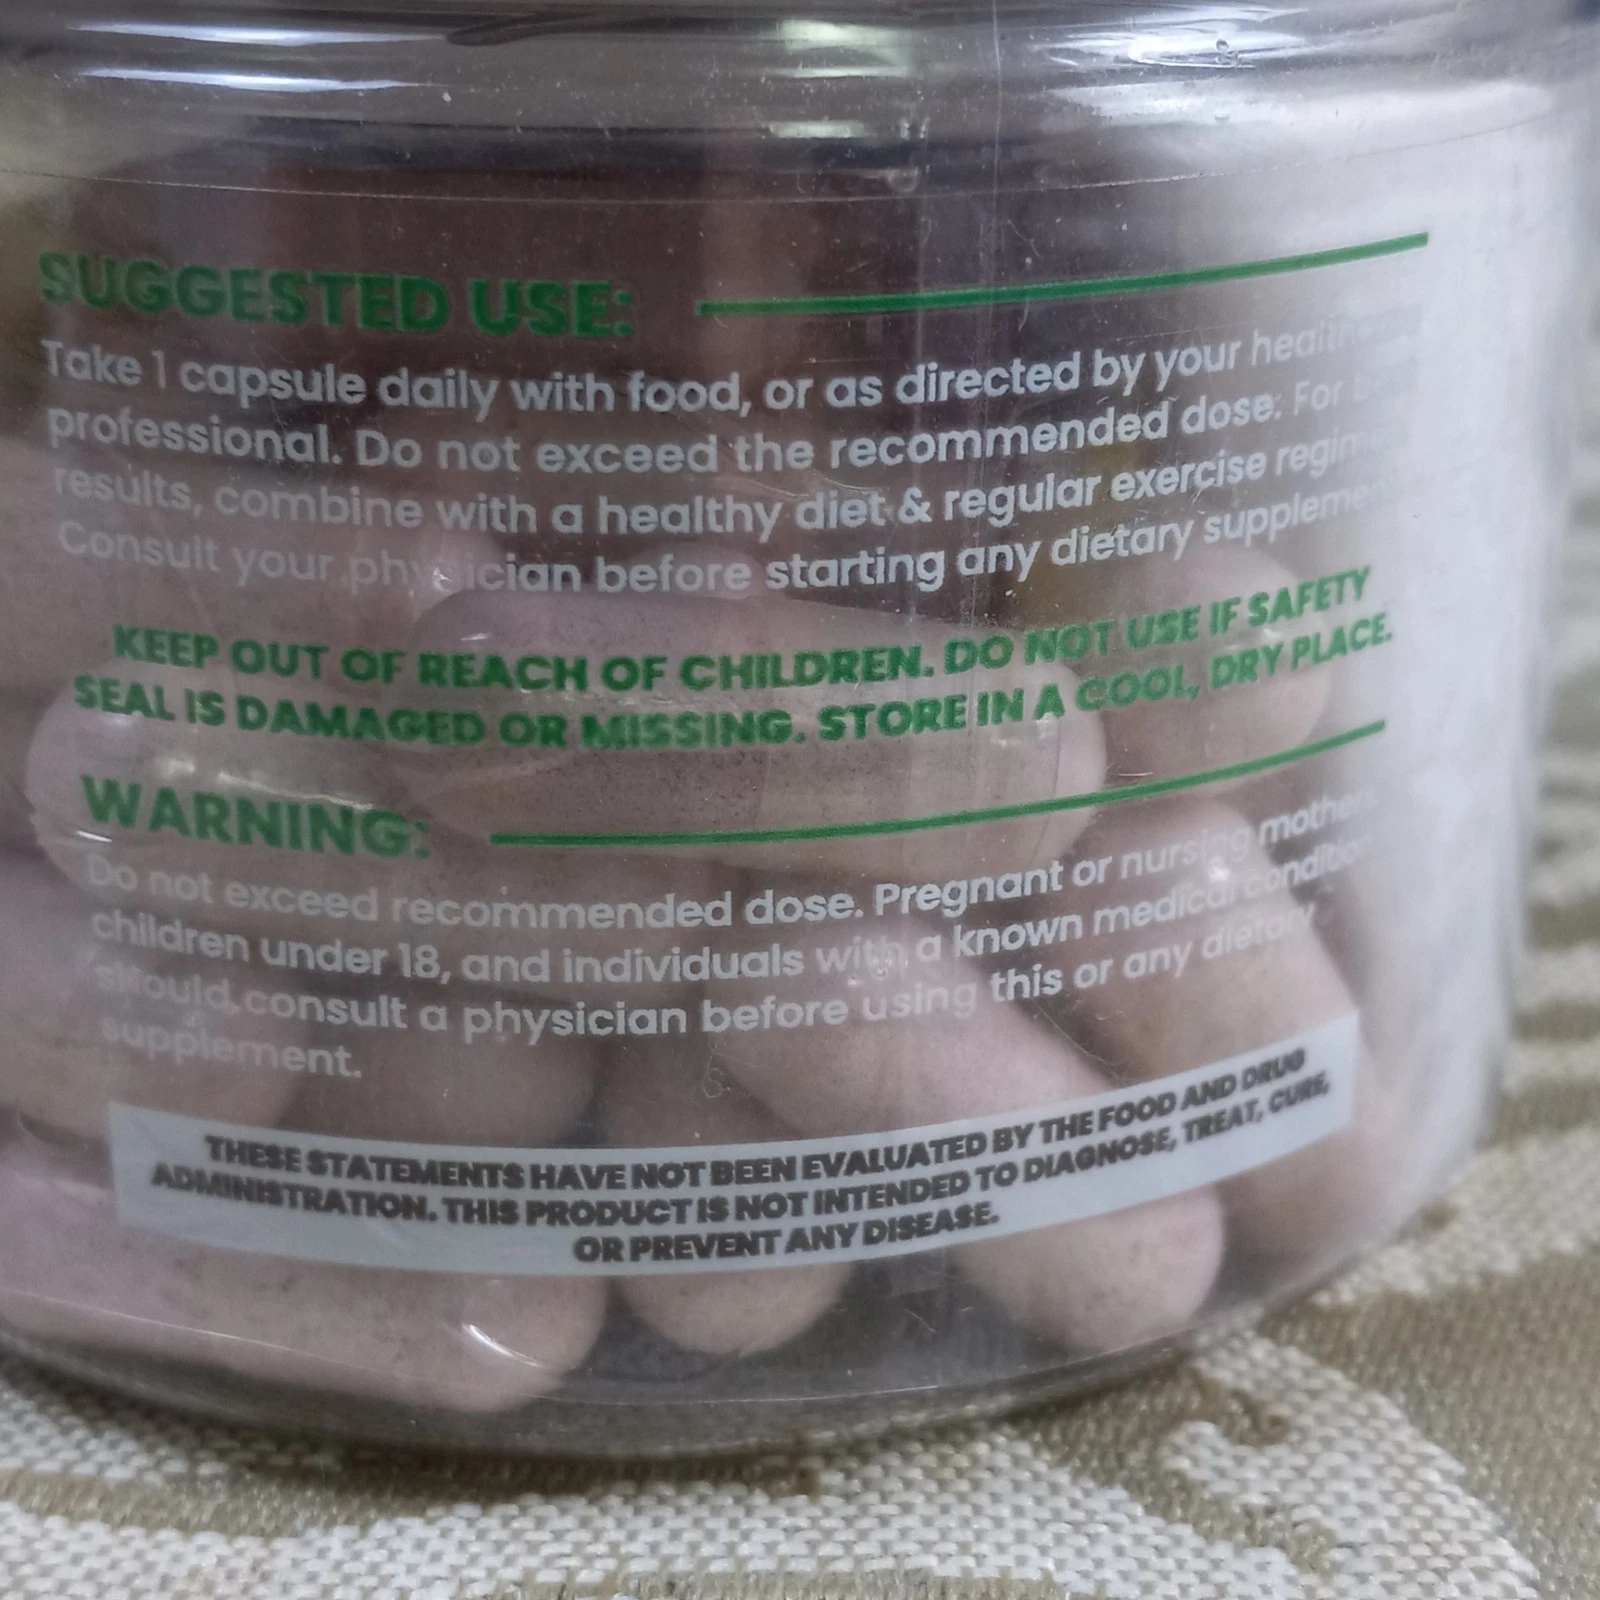 SUGGESTED USE:
Take 1 capsule daily with food, or as directed by your
professional. Do not exceed the recommended dose. For
results, combine with a healthy diet & regular exercise
Consult your physician before starting any dietary
KEEP OUT OF REACH OF CHILDREN. DO NOT USE IF SAFETY
SEAL IS DAMAGED OR MISSING. STORE IN A COOL, DRY PLACE.
WARNING:
Do not exceed recommended dose. Pregnant or nursing mothers
children under 18, and individuals with a known medical condition
should consult a physician before using this or any dietary
supplement.
THESE STATEMENTS HAVE NOT BEEN EVALUATED BY THE FOOD AND DRUG
ADMINISTRATION. THIS PRODUCT IS NOT INTENDED TO DIAGNOSE, TREAT, CURE,
OR PREVENT ANY DISEASE.